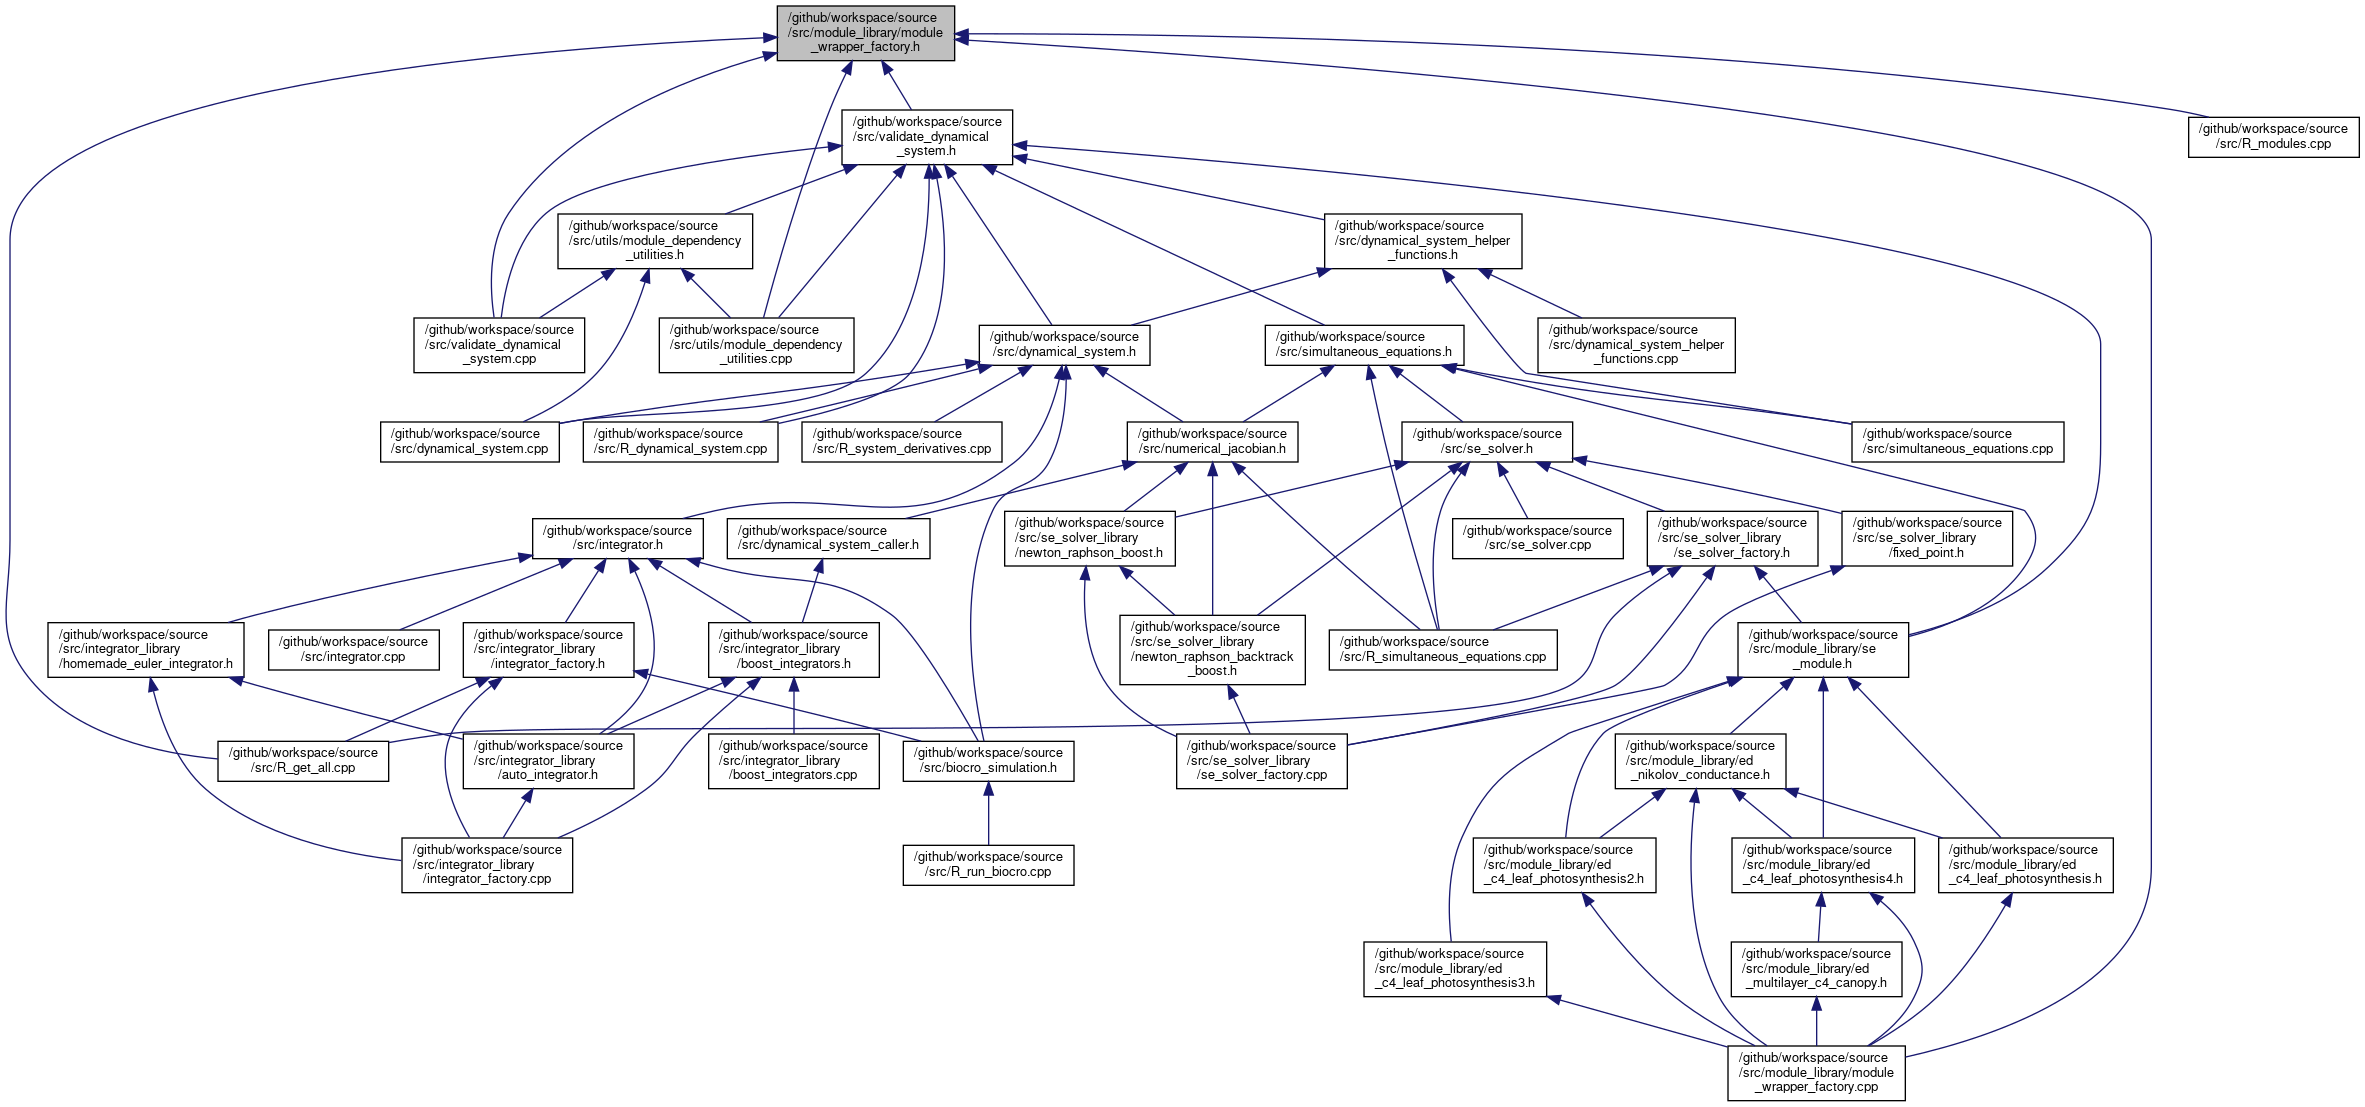 /github/workspace/source
/src/module_library/module
_wrapper_factory.h
/github/workspace/source
/src/validate_dynamical
_system.h
/github/workspace/source
/src/R_modules.cpp
/github/workspace/source
/src/utils/module_dependency
_utilities.h
/github/workspace/source
/src/dynamical_system_helper
_functions.h
/github/workspace/source
/src/validate_dynamical
_system.cpp
/github/workspace/source
/src/utils/module_dependency
_utilities.cpp
/github/workspace/source
/src/dynamical_system.h
/github/workspace/source
/src/simultaneous_equations.h
/github/workspace/source
/src/dynamical_system_helper
_functions.cpp
/github/workspace/source
/src/dynamical_system.cpp
/github/workspace/source
/src/R_dynamical_system.cpp
/github/workspace/source
/src/R_system_derivatives.cpp
/github/workspace/source
/src/numerical_jacobian.h
/github/workspace/source
/src/se_solver.h
/github/workspace/source
/src/simultaneous_equations.cpp
/github/workspace/source
/src/integrator.h
/github/workspace/source
/src/dynamical_system_caller.h
/github/workspace/source
/src/se_solver_library
/newton_raphson_boost.h
/github/workspace/source
/src/se_solver.cpp
/github/workspace/source
/src/se_solver_library
/se_solver_factory.h
/github/workspace/source
/src/se_solver_library
/fixed_point.h
/github/workspace/source
/src/integrator_library
/homemade_euler_integrator.h
/github/workspace/source
/src/integrator.cpp
/github/workspace/source
/src/integrator_library
/integrator_factory.h
/github/workspace/source
/src/integrator_library
/boost_integrators.h
/github/workspace/source
/src/se_solver_library
/newton_raphson_backtrack
_boost.h
/github/workspace/source
/src/R_simultaneous_equations.cpp
/github/workspace/source
/src/module_library/se
_module.h
/github/workspace/source
/src/R_get_all.cpp
/github/workspace/source
/src/integrator_library
/auto_integrator.h
/github/workspace/source
/src/integrator_library
/boost_integrators.cpp
/github/workspace/source
/src/biocro_simulation.h
/github/workspace/source
/src/se_solver_library
/se_solver_factory.cpp
/github/workspace/source
/src/module_library/ed
_nikolov_conductance.h
/github/workspace/source
/src/integrator_library
/integrator_factory.cpp
/github/workspace/source
/src/R_run_biocro.cpp
/github/workspace/source
/src/module_library/ed
_c4_leaf_photosynthesis2.h
/github/workspace/source
/src/module_library/ed
_c4_leaf_photosynthesis4.h
/github/workspace/source
/src/module_library/ed
_c4_leaf_photosynthesis.h
/github/workspace/source
/src/module_library/ed
_c4_leaf_photosynthesis3.h
/github/workspace/source
/src/module_library/ed
_multilayer_c4_canopy.h
/github/workspace/source
/src/module_library/module
_wrapper_factory.cpp